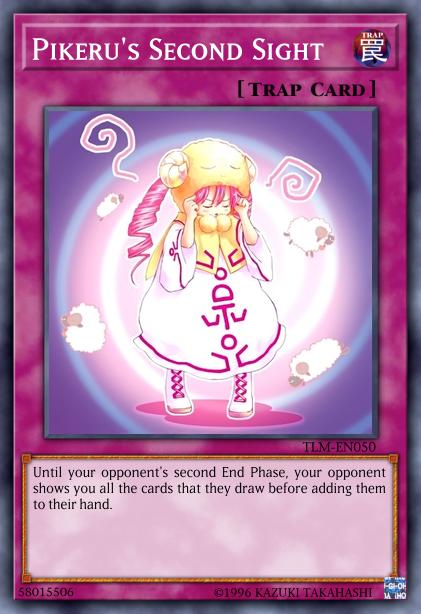 PIKERU'S SECOND SIGHT
TRAP
罠
[TRAP CARD]
TLM-EN050
Until your opponent's second End Phase, your opponent
shows you all the cards that they draw before adding them
to their hand.
58015506
©1996 KAZUKI TAKAHASHI